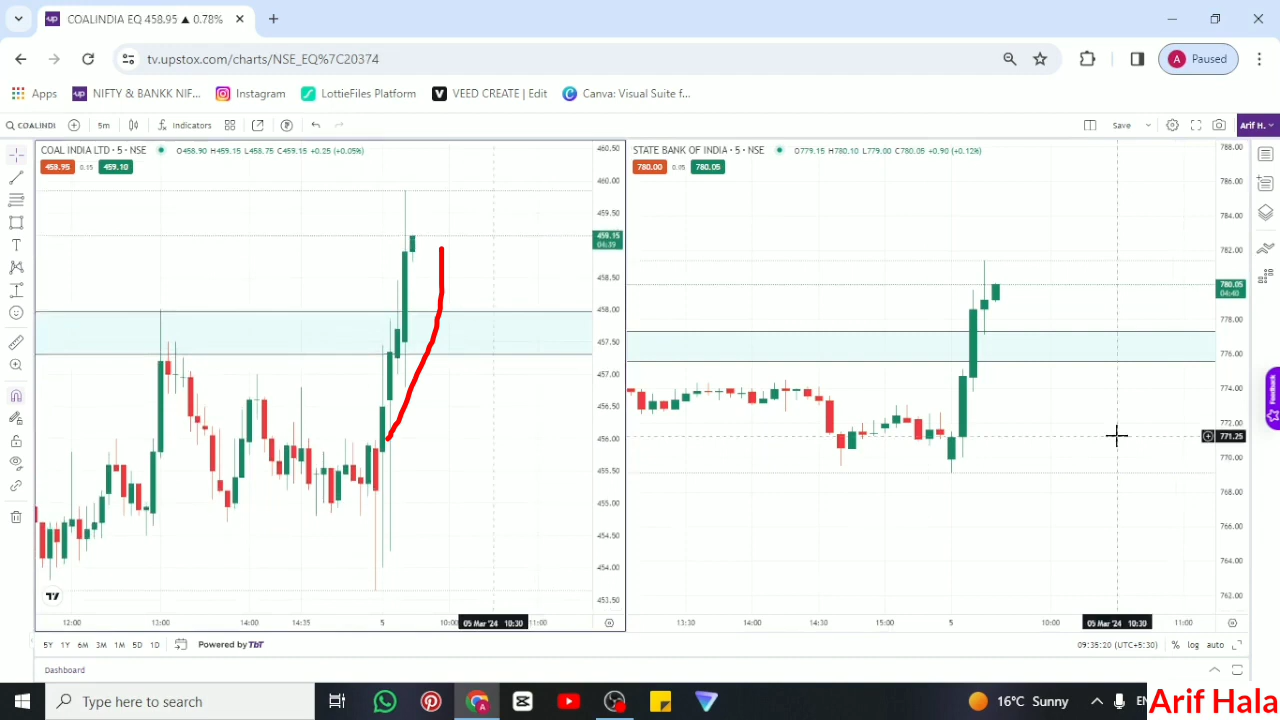 COALINDIA EQ 458.95 ▲ 0.78%
tv.upstox.com/charts/NSE_EQ%7C20374
A Paused
Apps NIFTY & BANKK NIF... Instagram LottieFiles Platform VEED CREATE | Edit Canva: Visual Suite f...
COALINDI 5m Indicators Save Arif H.
COAL INDIA LTD · 5 · NSE O458.90 H459.15 L458.75 C459.15 +0.25 (+0.05%)
458.95 0.15 459.10
460.50
460.00
459.50
459.15
04:39
458.50
458.00
457.50
457.00
456.50
456.00
455.50
455.00
454.50
454.00
453.50
12:00 13:00 14:00 14:35 5 10:00 05 Mar '24 10:30 11:00
STATE BANK OF INDIA · 5 · NSE O779.15 H780.10 L779.00 C780.05 +0.90 (+0.12%)
780.00 0.05 780.05
788.00
786.00
784.00
782.00
780.05
04:40
778.00
776.00
774.00
772.00
771.25
770.00
768.00
766.00
764.00
762.00
13:30 14:00 14:30 15:00 5 10:00 05 Mar '24 10:30 11:00
Feedback
5Y 1Y 6M 3M 1M 5D 1D Powered by TbT 09:35:20 (UTC+5:30) % log auto
Dashboard
Type here to search 16°C Sunny
Arif Hala